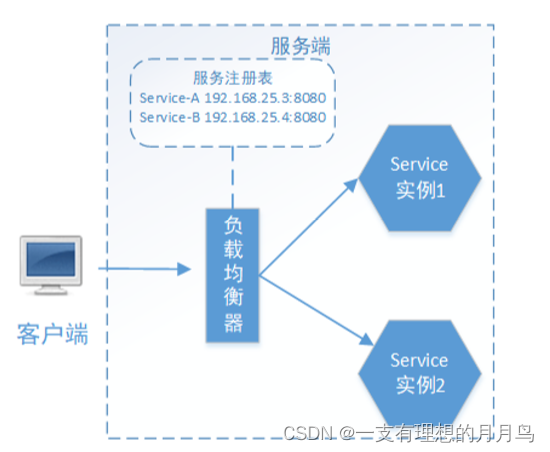 服务端
服务注册表
Service-A 192.168.25.3:8080
Service-B 192.168.25.4:8080
Service
实例1
负
载
均
衡
器
客户端
Service
实例2
CSDN @一支有理想的月月鸟